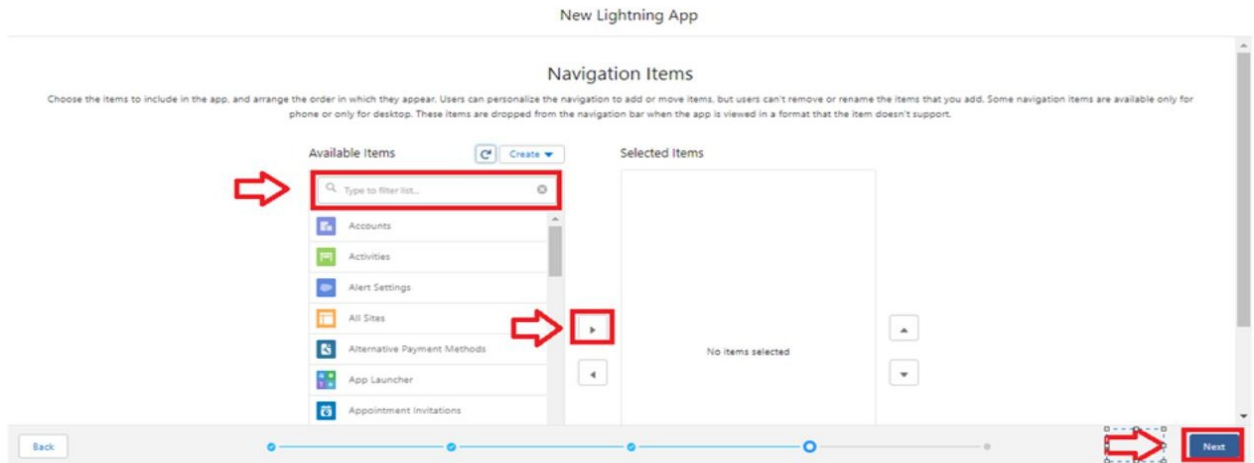 New Lightning App
Navigation Items
Choose the items to include in the app, and arrange the order in which they appear. Users can personalize the navigation to add or move items, but users can't remove or rename the items that you add. Some navigation items are available only for
phone or only for desktop. These items are dropped from the navigation bar when the app is viewed in a format that the item doesn't support.
Available Items
Create
Selected Items
Type to filter list...
Accounts
Activities
Alert Settings
All Sites
Alternative Payment Methods
No items selected
App Launcher
Appointment Invitations
Back
Next